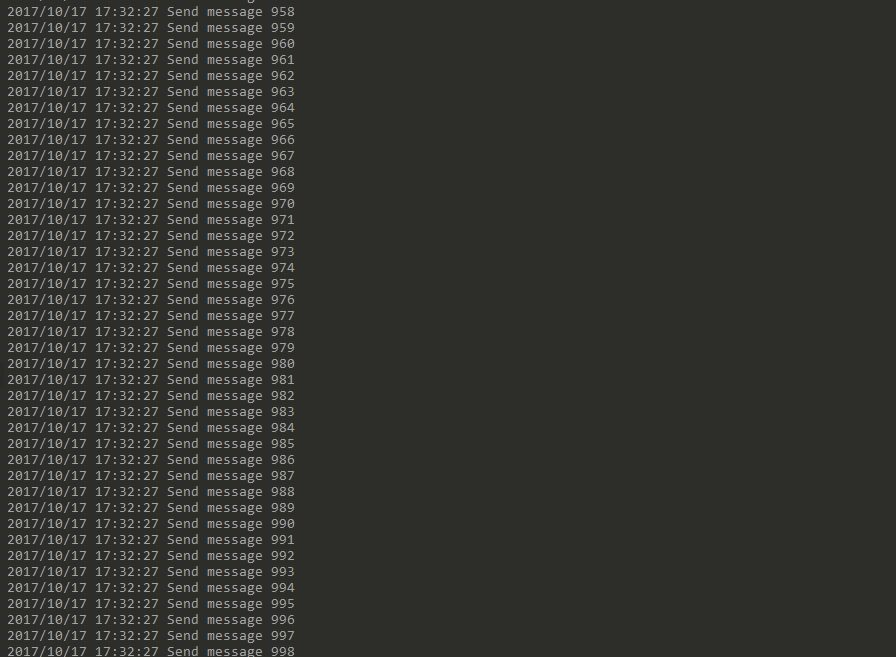 2017/10/17 17:32:27 Send message 958
2017/10/17 17:32:27 Send message 959
2017/10/17 17:32:27 Send message 960
2017/10/17 17:32:27 Send message 961
2017/10/17 17:32:27 Send message 962
2017/10/17 17:32:27 Send message 963
2017/10/17 17:32:27 Send message 964
2017/10/17 17:32:27 Send message 965
2017/10/17 17:32:27 Send message 966
2017/10/17 17:32:27 Send message 967
2017/10/17 17:32:27 Send message 968
2017/10/17 17:32:27 Send message 969
2017/10/17 17:32:27 Send message 970
2017/10/17 17:32:27 Send message 971
2017/10/17 17:32:27 Send message 972
2017/10/17 17:32:27 Send message 973
2017/10/17 17:32:27 Send message 974
2017/10/17 17:32:27 Send message 975
2017/10/17 17:32:27 Send message 976
2017/10/17 17:32:27 Send message 977
2017/10/17 17:32:27 Send message 978
2017/10/17 17:32:27 Send message 979
2017/10/17 17:32:27 Send message 980
2017/10/17 17:32:27 Send message 981
2017/10/17 17:32:27 Send message 982
2017/10/17 17:32:27 Send message 983
2017/10/17 17:32:27 Send message 984
2017/10/17 17:32:27 Send message 985
2017/10/17 17:32:27 Send message 986
2017/10/17 17:32:27 Send message 987
2017/10/17 17:32:27 Send message 988
2017/10/17 17:32:27 Send message 989
2017/10/17 17:32:27 Send message 990
2017/10/17 17:32:27 Send message 991
2017/10/17 17:32:27 Send message 992
2017/10/17 17:32:27 Send message 993
2017/10/17 17:32:27 Send message 994
2017/10/17 17:32:27 Send message 995
2017/10/17 17:32:27 Send message 996
2017/10/17 17:32:27 Send message 997
2017/10/17 17:32:27 Send message 998